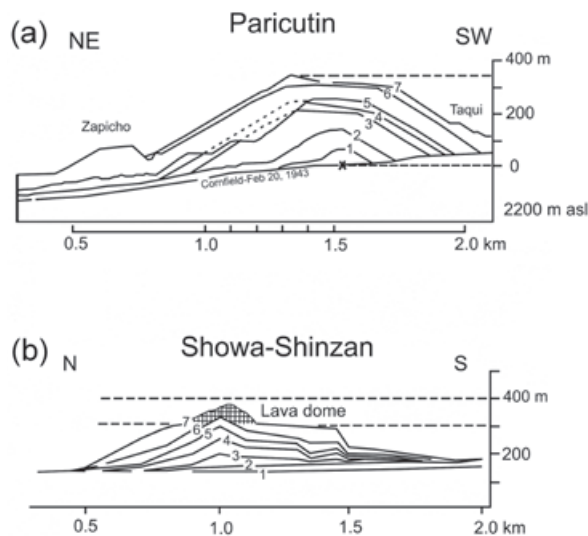 (a) NE Paricutin SW
400 m
7
6
Zapicho
5
4
3
Taqui
200
2
1
x
0
Cornfield-Feb 20, 1943
2200 m asl
0.5 1.0 1.5 2.0 km
(b) N Showa-Shinzan S
400 m
Lava dome
7
6
5
4
3
2
1
200
0.5 1.0 1.5 2.0 km